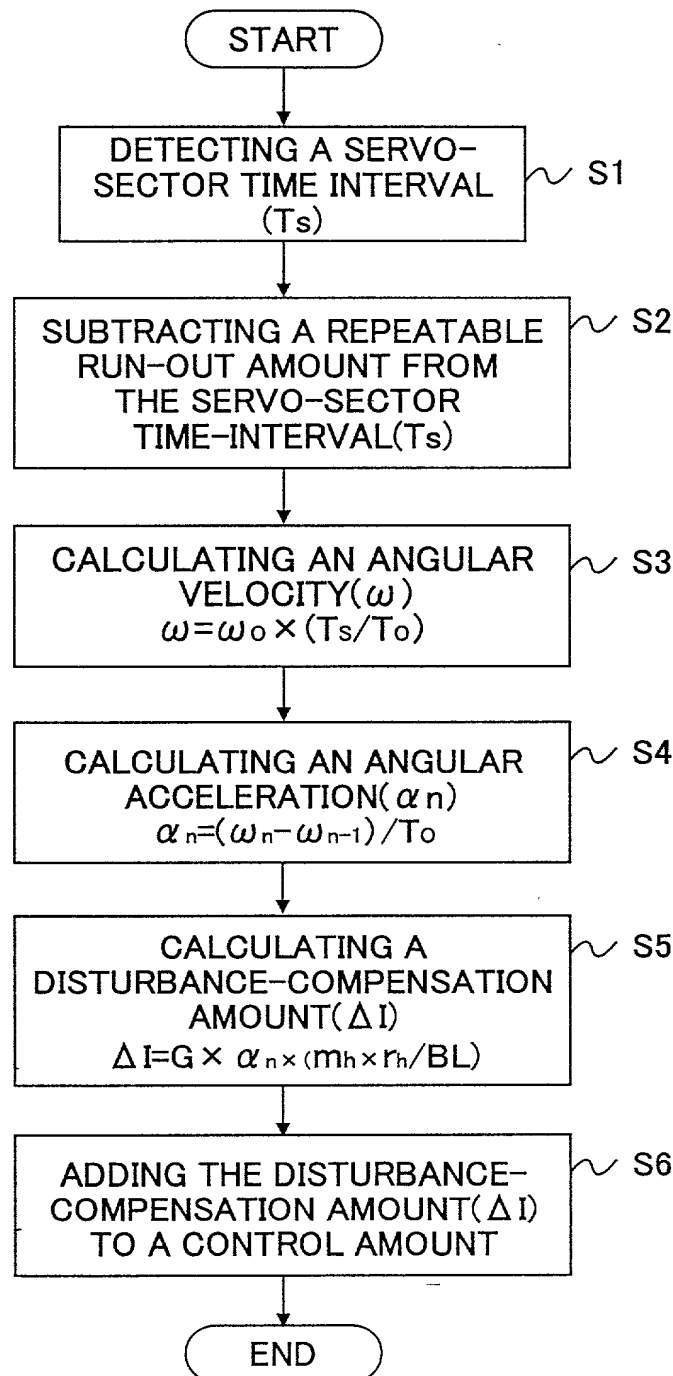 START
DETECTING A SERVO-
SECTOR TIME INTERVAL
(Ts)
S1
SUBTRACTING A REPEATABLE
RUN-OUT AMOUNT FROM
THE SERVO-SECTOR
TIME-INTERVAL(Ts)
S2
CALCULATING AN ANGULAR
VELOCITY(ω)
ω=ωo×(Ts/To)
S3
CALCULATING AN ANGULAR
ACCELERATION(αn)
αn=(ωn-ωn-1)/To
S4
CALCULATING A
DISTURBANCE-COMPENSATION
AMOUNT(ΔI)
ΔI=G×αn×(mh×rh/BL)
S5
ADDING THE DISTURBANCE-
COMPENSATION AMOUNT(ΔI)
TO A CONTROL AMOUNT
S6
END